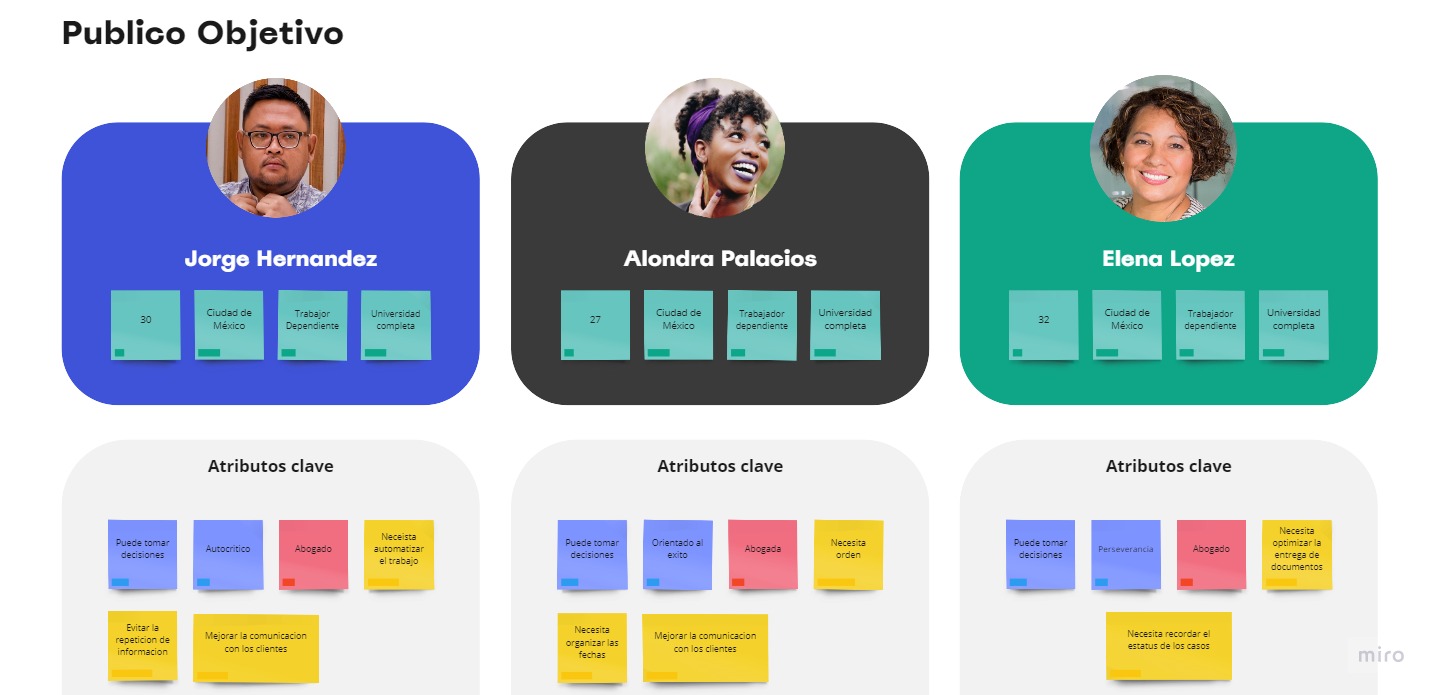 Publico Objetivo
Jorge Hernandez
30
Ciudad de
México
Trabajor
Dependiente
Universidad
completa
Alondra Palacios
27
Ciudad de
México
Trabajador
dependiente
Universidad
completa
Elena Lopez
32
Ciudad de
México
Trabajador
dependiente
Universidad
completa
Atributos clave
Puede tomar
decisiones
Autocritico
Abogado
Neceista
automatizar
el trabajo
Evitar la
repeticion de
informacion
Mejorar la comunicacion
con los clientes
Atributos clave
Puede tomar
decisiones
Orientado al
exito
Abogada
Necesita
orden
Necesita
organizar las
fechas
Mejorar la comunicacion
con los clientes
Atributos clave
Puede tomar
decisiones
Perseverancia
Abogado
Necesita
optimizar la
entrega de
documentos
Necesita recordar el
estatus de los casos
miro